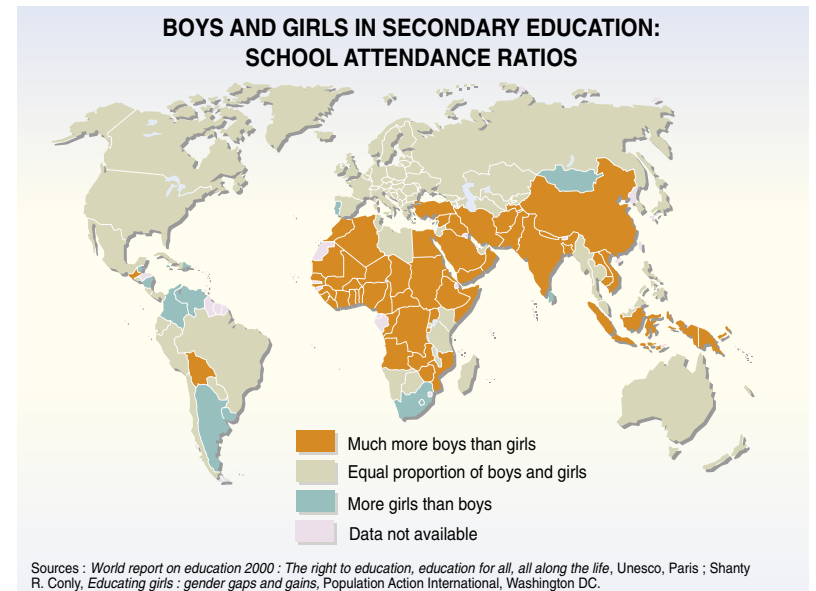 BOYS AND GIRLS IN SECONDARY EDUCATION:
SCHOOL ATTENDANCE RATIOS
Much more boys than girls
Equal proportion of boys and girls
More girls than boys
Data not available
Sources : World report on education 2000 : The right to education, education for all, all along the life, Unesco, Paris ; Shanty
R. Conly, Educating girls : gender gaps and gains, Population Action International, Washington DC.